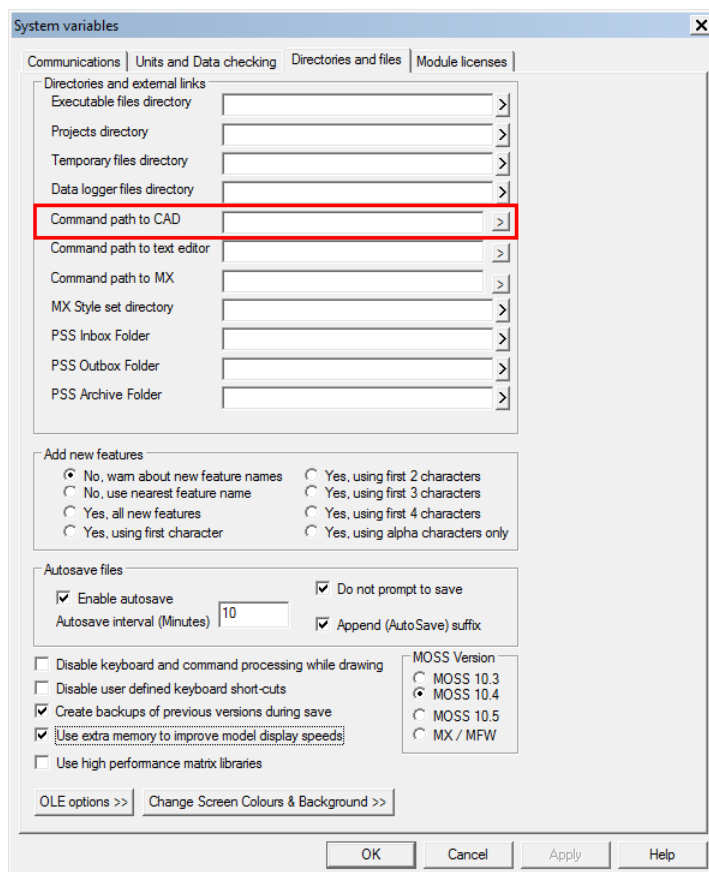 System variables
Communications
Units and Data checking
Directories and files
Module licenses
Directories and external links
Executable files directory
>
Projects directory
>
Temporary files directory
>
Data logger files directory
>
Command path to CAD
>
Command path to text editor
>
Command path to MX
>
MX Style set directory
>
PSS Inbox Folder
>
PSS Outbox Folder
>
PSS Archive Folder
>
Add new features
No, warn about new feature names
Yes, using first 2 characters
No, use nearest feature name
Yes, using first 3 characters
Yes, all new features
Yes, using first 4 characters
Yes, using first character
Yes, using alpha characters only
Autosave files
Enable autosave
Do not prompt to save
Autosave interval (Minutes) 10
Append (AutoSave) suffix
Disable keyboard and command processing while drawing
Disable user defined keyboard short-cuts
Create backups of previous versions during save
Use extra memory to improve model display speeds
Use high performance matrix libraries
MOSS Version
MOSS 10.3
MOSS 10.4
MOSS 10.5
MX / MFW
OLE options >>
Change Screen Colours & Background >>
OK
Cancel
Apply
Help